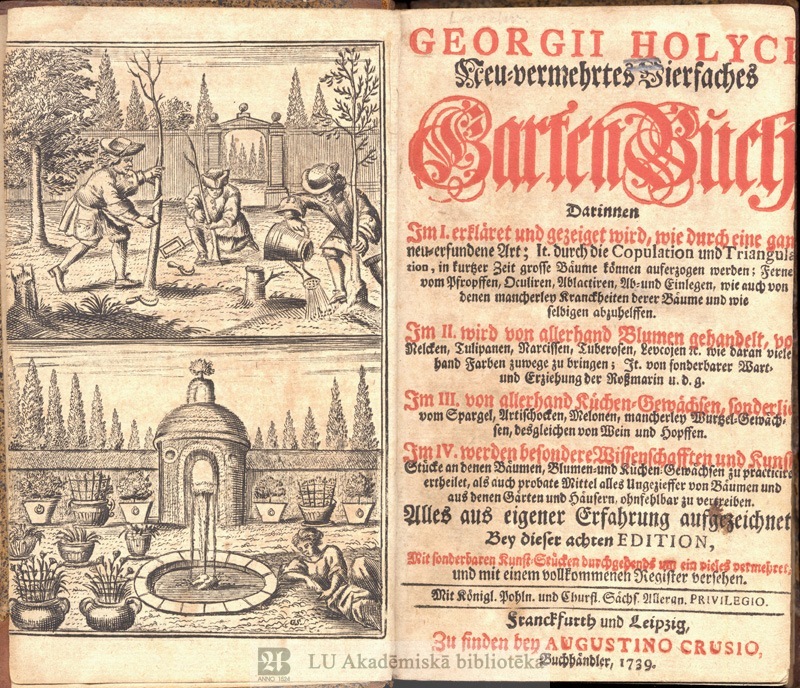 GEORGII HOLYCK
Neu-vermehrtes Vierfaches
Garten Buch
Darinnen
Im I. erkläret und gezeiget wird, wie durch eine gan
neu-erfundene Art; It. durch die Copulation und Triangula
tion, in kurtzer Zeit grosse Bäume können auferzogen werden; Ferne
vom Pfropffen, Oculiren, Ablactiren, Ab- und Einlegen, wie auch von
denen mancherley Kranckheiten derer Bäume und wie
selbigen abzuhelffen.
Im II. wird von allerhand Blumen gehandelt, vo
Nelcken, Tulipanen, Narcissen, Tuberosen, Levcojen ꝛc. wie daran viele
hand Farben zuwege zu bringen; It. von sonderbarer Wart-
und Erziehung der Roßmarin u. d. g.
Im III. von allerhand Küchen-Gewächsen, sonderli
vom Spargel, Artischocken, Melonen, mancherley Wurtzel-Gewäch-
sen, desgleichen von Wein und Hopffen.
Im IV. werden besondere Wissenschafften und Kunst
Stücke an denen Bäumen, Blumen- und Küchen-Gewächsen zu practicire
ertheilet, als auch probate Mittel alles Ungezieffer von Bäumen und
aus denen Gärten und Häusern, ohnfehlbar zu vertreiben.
Alles aus eigener Erfahrung aufgezeichnet
Bey dieser achten EDITION,
Mit sonderbaren Kunst-Stücken durchgehends um ein vieles vermehret,
und mit einem vollkommenen Register versehen.
Mit Königl. Pohln. und Churfl. Sächs. Allergn. PRIVILEGIO.
Franckfurth und Leipzig,
Zu finden bey AUGUSTINO CRUSIO,
Buchhändler, 1739.
ANNO 1524
LU Akadēmiskā bibliotēka